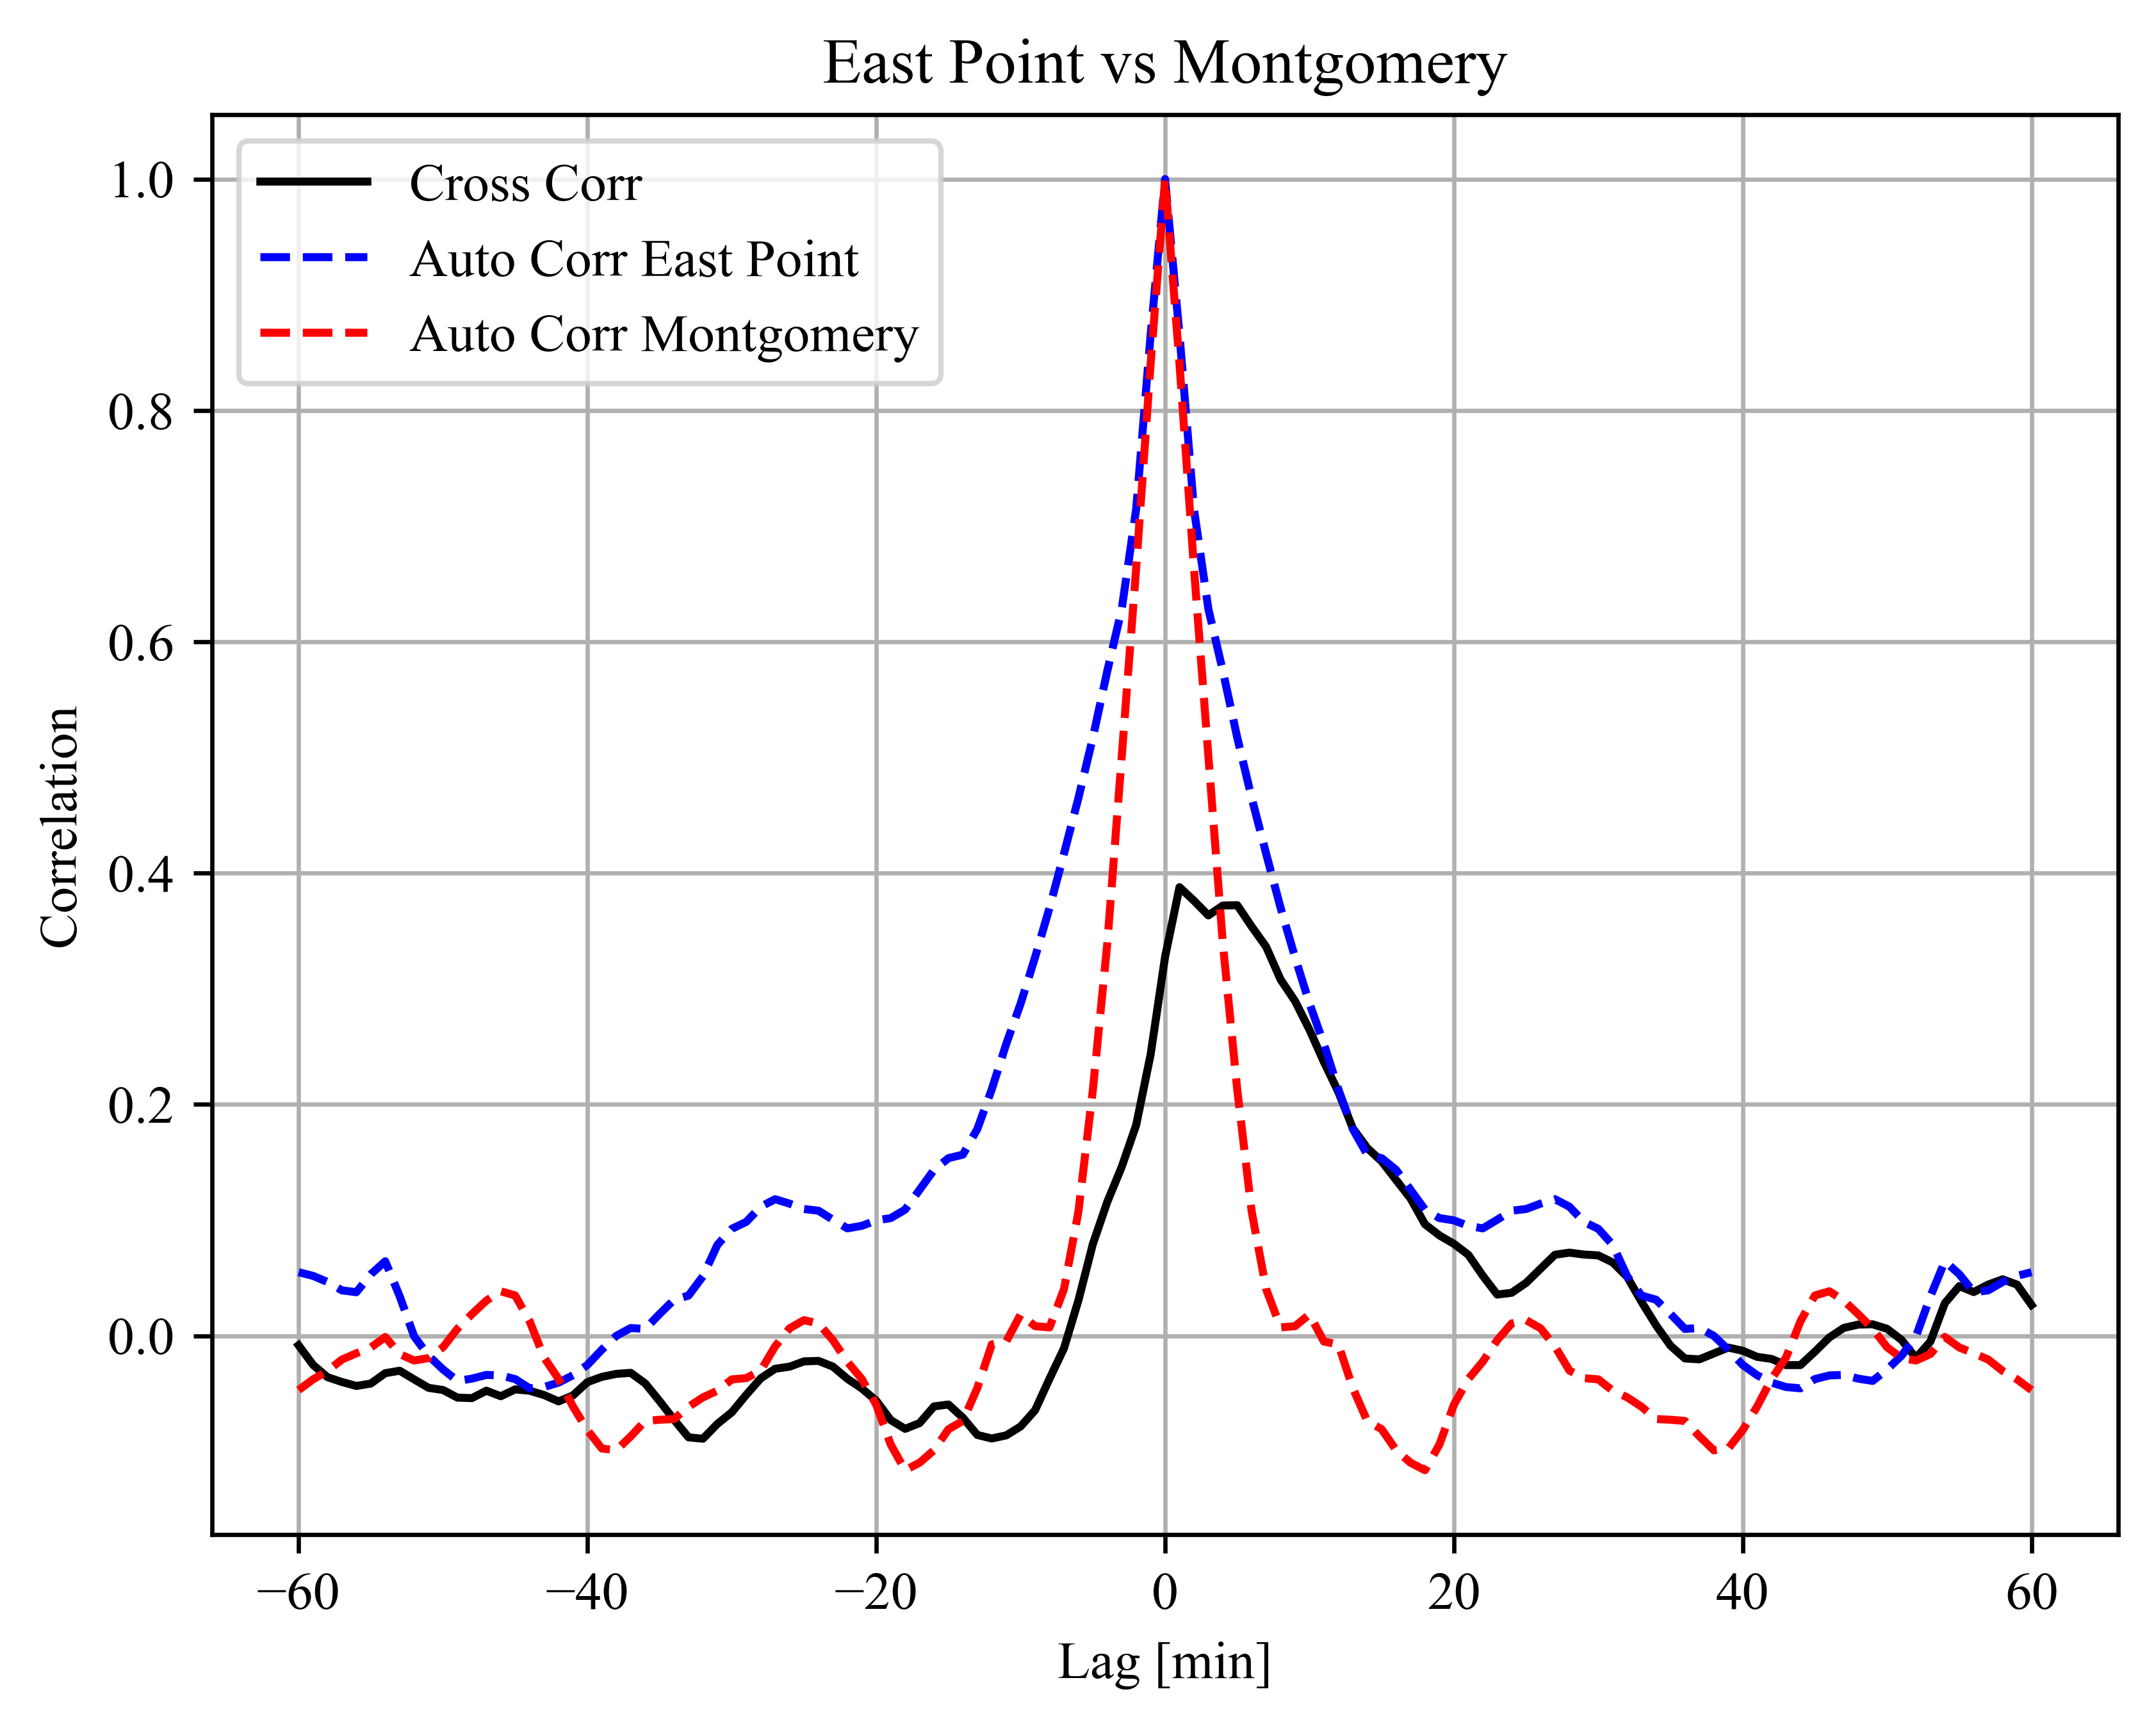 East Point vs Montgomery
Cross Corr
Auto Corr East Point
Auto Corr Montgomery
1.0
0.8
0.6
0.4
0.2
0.0
Correlation
−60 −40 −20 0 20 40 60
Lag [min]